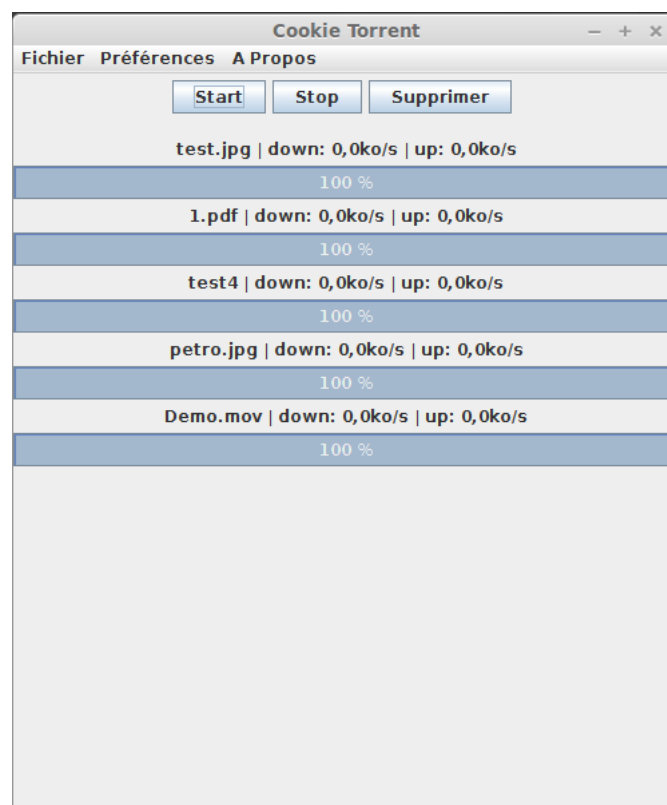 Cookie Torrent
Fichier Préférences A Propos
Start Stop Supprimer
test.jpg | down: 0,0ko/s | up: 0,0ko/s
100 %
1.pdf | down: 0,0ko/s | up: 0,0ko/s
100 %
test4 | down: 0,0ko/s | up: 0,0ko/s
100 %
petro.jpg | down: 0,0ko/s | up: 0,0ko/s
100 %
Demo.mov | down: 0,0ko/s | up: 0,0ko/s
100 %